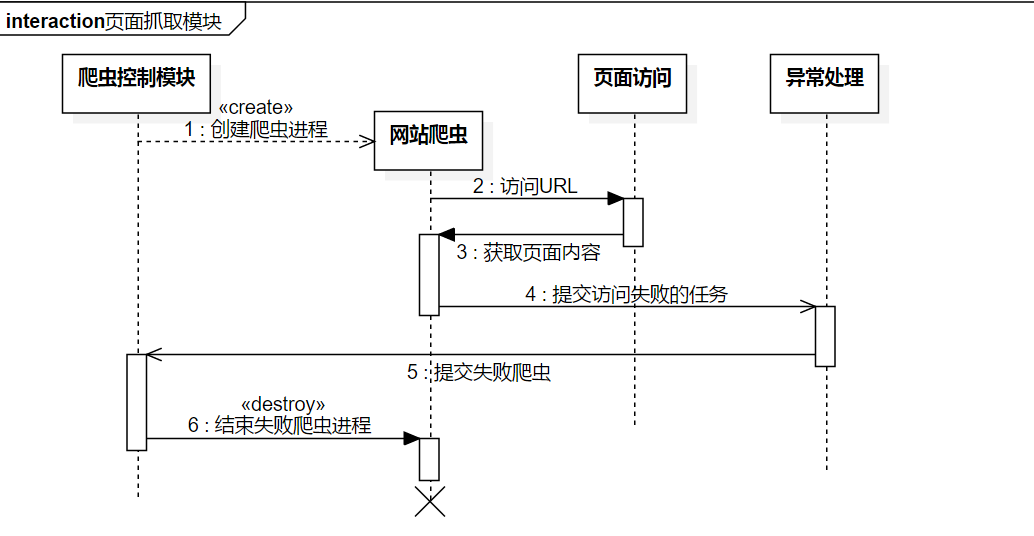 interaction页面抓取模块
爬虫控制模块
页面访问
异常处理
«create»
1 : 创建爬虫进程
网站爬虫
2 : 访问URL
3 : 获取页面内容
4 : 提交访问失败的任务
5 : 提交失败爬虫
«destroy»
6 : 结束失败爬虫进程